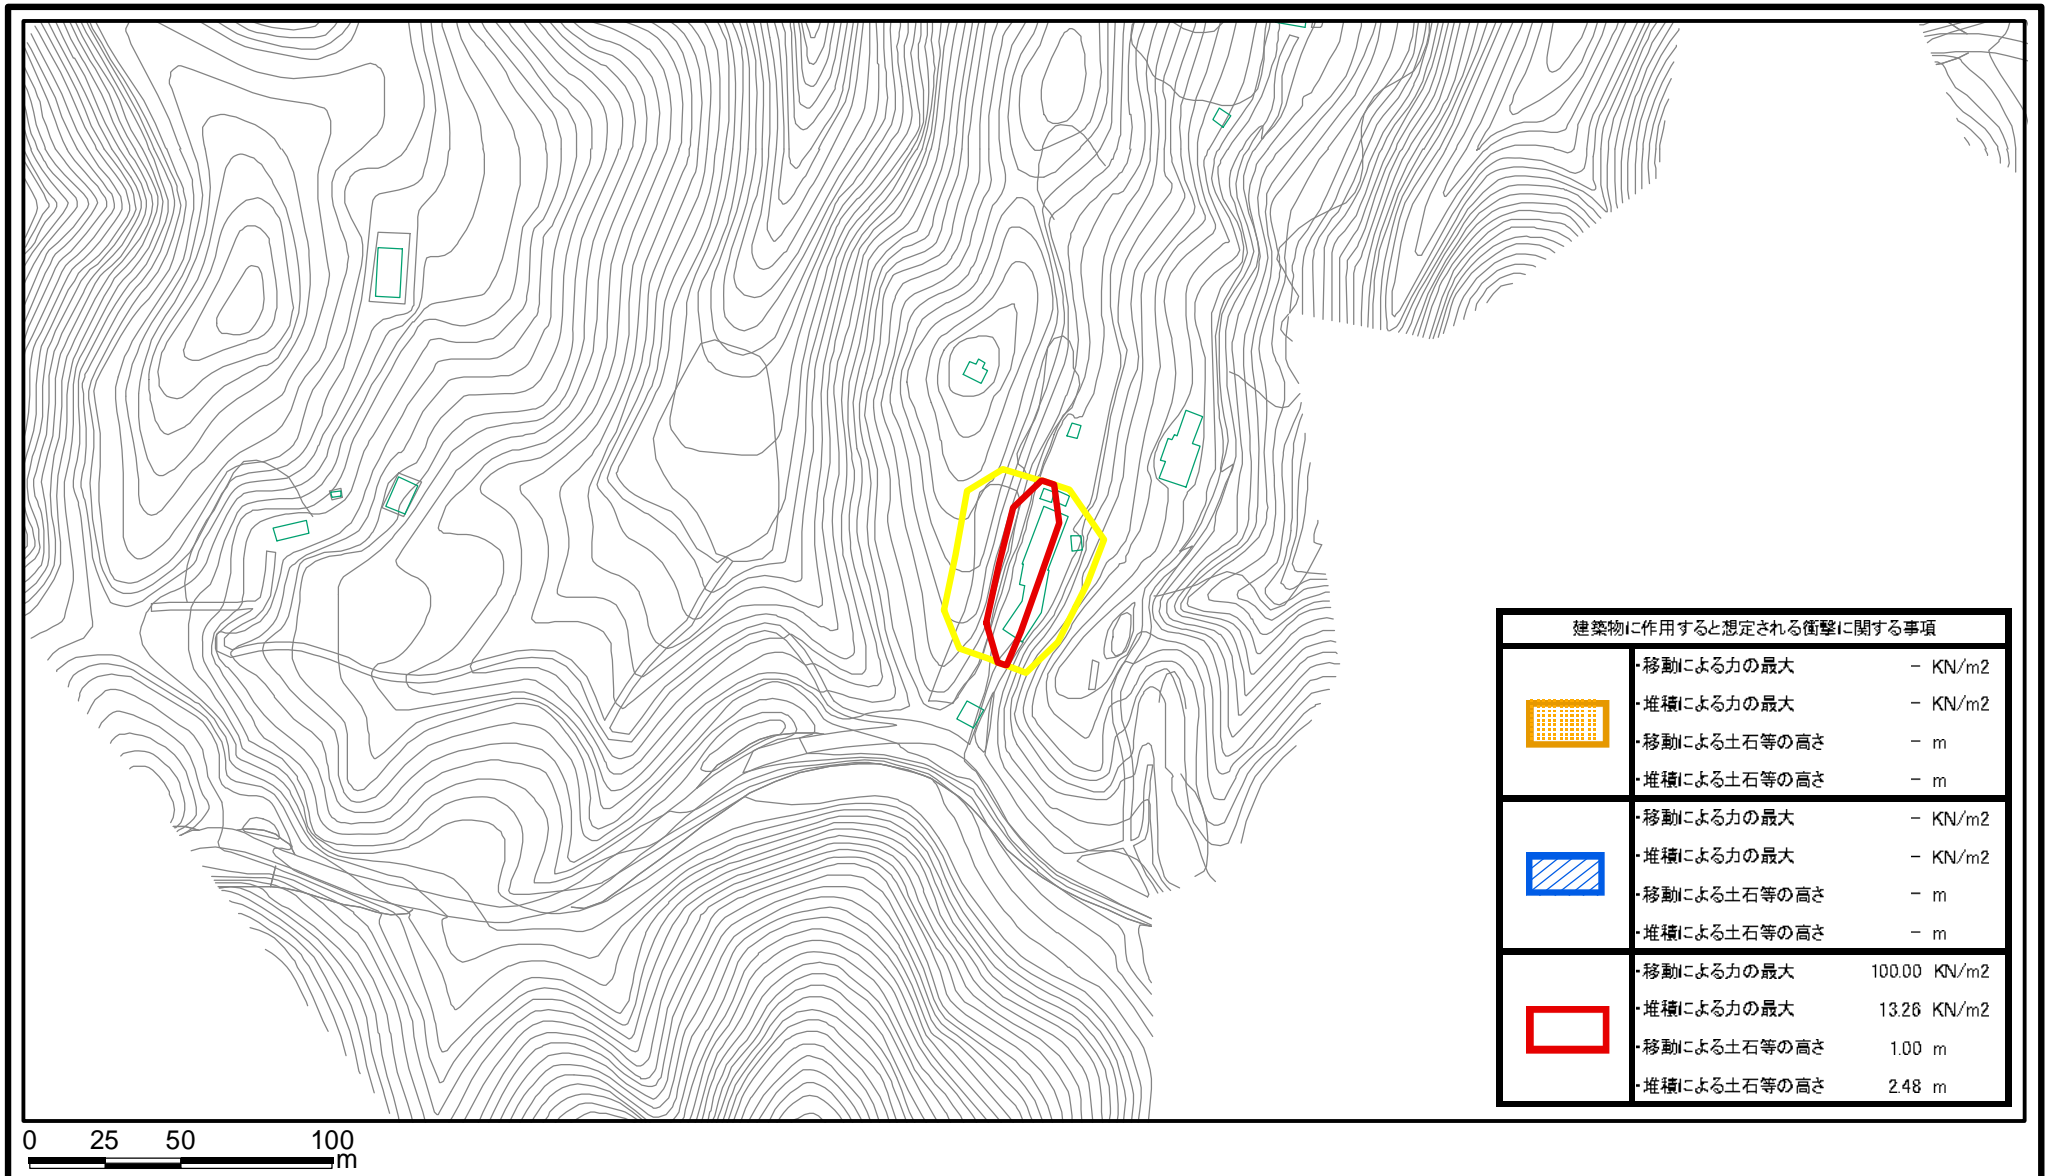 建築物に作用すると想定される衝撃に関する事項
・移動による力の最大 − KN/m2
・堆積による力の最大 − KN/m2
・移動による土石等の高さ − m
・堆積による土石等の高さ − m
・移動による力の最大 − KN/m2
・堆積による力の最大 − KN/m2
・移動による土石等の高さ − m
・堆積による土石等の高さ − m
・移動による力の最大 100.00 KN/m2
・堆積による力の最大 13.26 KN/m2
・移動による土石等の高さ 1.00 m
・堆積による土石等の高さ 2.48 m
0 25 50 100
m